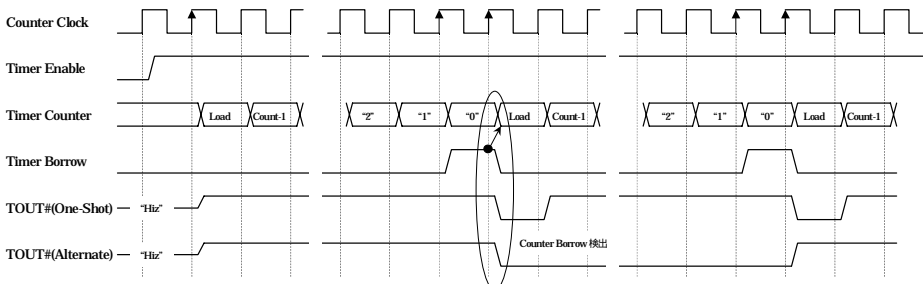 Counter Clock
Timer Enable
Timer Counter Load Count-1 “2” “1” “0” Load Count-1 “2” “1” “0” Load Count-1
Timer Borrow
TOUT#(One-Shot) “Hiz”
TOUT#(Alternate) “Hiz” Counter Borrow 検出